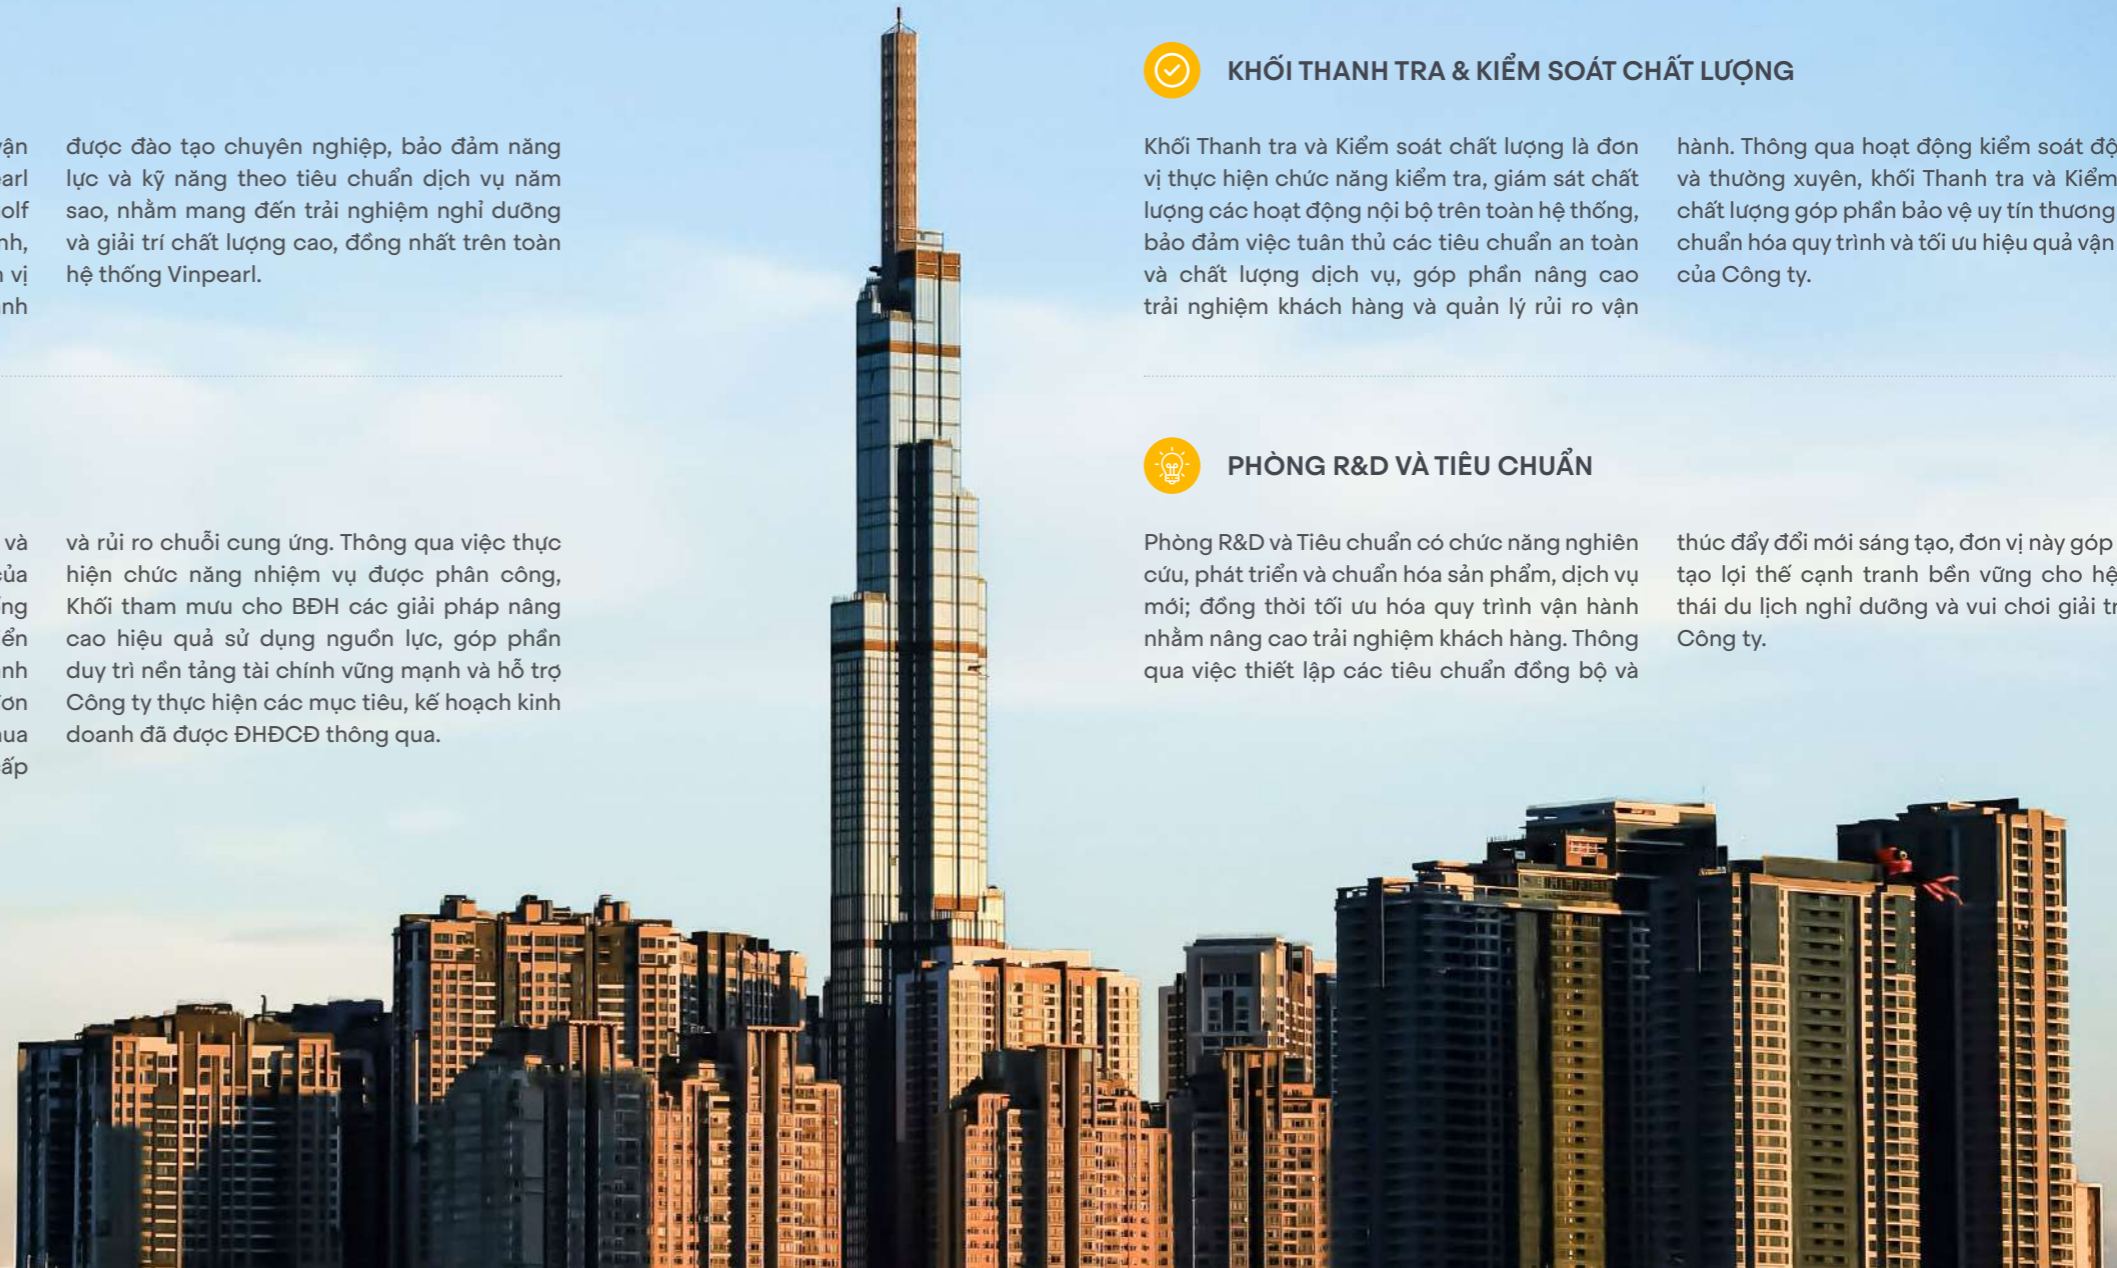 vận
vị
được đào tạo chuyên nghiệp, bảo đảm năng
lực và kỹ năng theo tiêu chuẩn dịch vụ năm
sao, nhằm mang đến trải nghiệm nghỉ dưỡng
và giải trí chất lượng cao, đồng nhất trên toàn
hệ thống Vinpearl.
và
và rủi ro chuỗi cung ứng. Thông qua việc thực
hiện chức năng nhiệm vụ được phân công,
Khối tham mưu cho BĐH các giải pháp nâng
cao hiệu quả sử dụng nguồn lực, góp phần
duy trì nền tảng tài chính vững mạnh và hỗ trợ
Công ty thực hiện các mục tiêu, kế hoạch kinh
doanh đã được ĐHĐCĐ thông qua.
KHỐI THANH TRA & KIỂM SOÁT CHẤT LƯỢNG
Khối Thanh tra và Kiểm soát chất lượng là đơn
vị thực hiện chức năng kiểm tra, giám sát chất
lượng các hoạt động nội bộ trên toàn hệ thống,
bảo đảm việc tuân thủ các tiêu chuẩn an toàn
và chất lượng dịch vụ, góp phần nâng cao
trải nghiệm khách hàng và quản lý rủi ro vận
hành. Thông qua hoạt động kiểm soát
và thường xuyên, khối Thanh tra và Kiểm
chất lượng góp phần bảo vệ uy tín thương
chuẩn hóa quy trình và tối ưu hiệu quả vận
của Công ty.
PHÒNG R&D VÀ TIÊU CHUẨN
Phòng R&D và Tiêu chuẩn có chức năng nghiên
cứu, phát triển và chuẩn hóa sản phẩm, dịch vụ
mới; đồng thời tối ưu hóa quy trình vận hành
nhằm nâng cao trải nghiệm khách hàng. Thông
qua việc thiết lập các tiêu chuẩn đồng bộ và
thúc đẩy đổi mới sáng tạo, đơn vị này góp
tạo lợi thế cạnh tranh bền vững cho hệ
thái du lịch nghỉ dưỡng và vui chơi giải
Công ty.